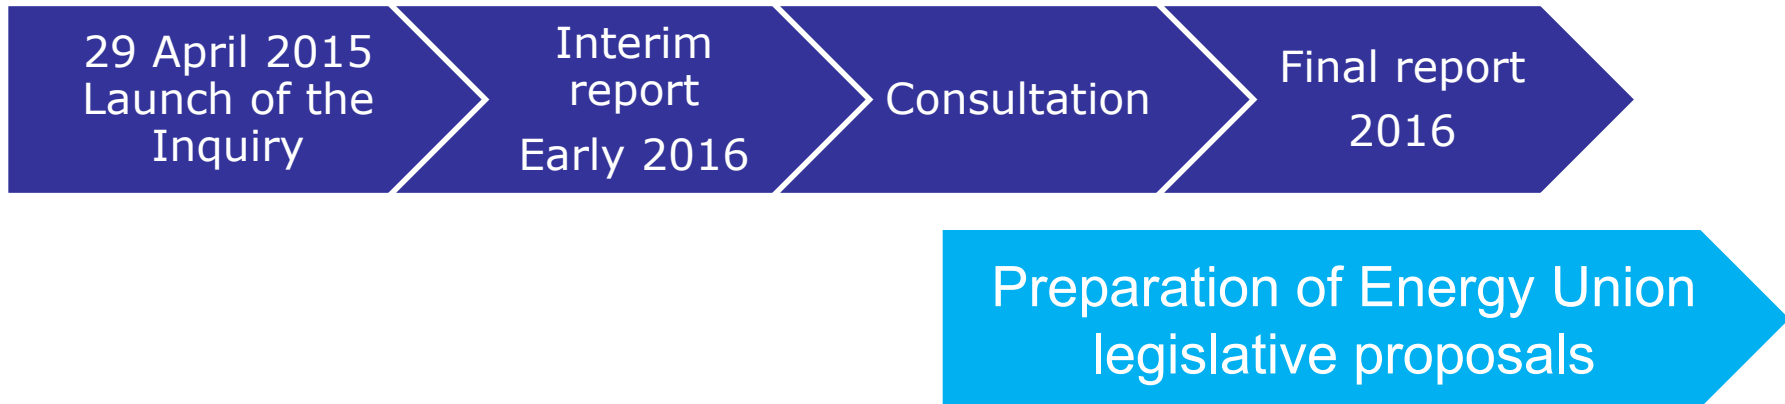 29 April 2015
Launch of the
Inquiry
Interim
report
Early 2016
Consultation
Final report
2016
Preparation of Energy Union
legislative proposals